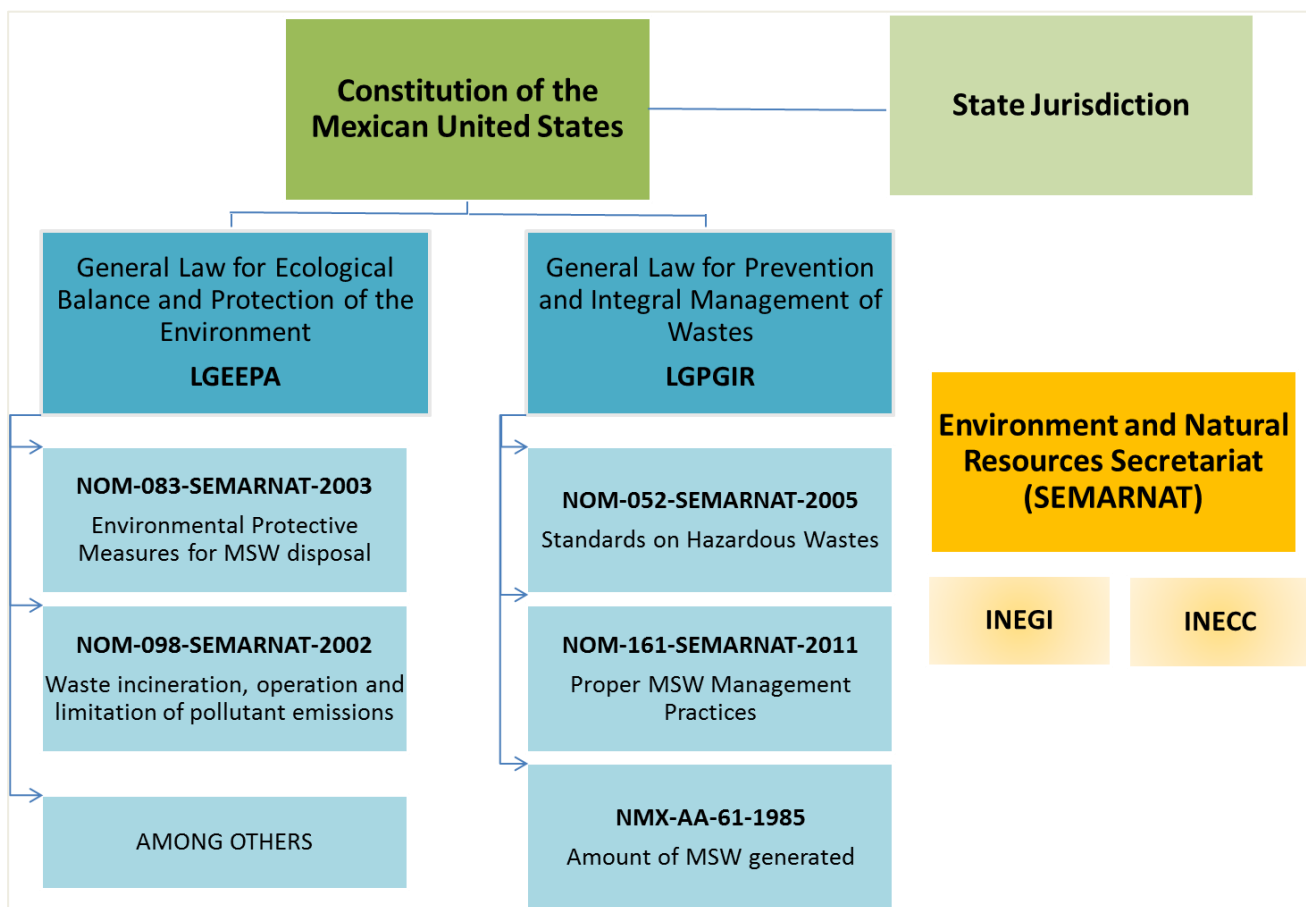 Constitution of the
Mexican United States
State Jurisdiction
General Law for Ecological
Balance and Protection of the
Environment
LGEEPA
General Law for Prevention
and Integral Management of
Wastes
LGPGIR
NOM-083-SEMARNAT-2003
Environmental Protective
Measures for MSW disposal
NOM-098-SEMARNAT-2002
Waste incineration, operation and
limitation of pollutant emissions
AMONG OTHERS
NOM-052-SEMARNAT-2005
Standards on Hazardous Wastes
NOM-161-SEMARNAT-2011
Proper MSW Management
Practices
NMX-AA-61-1985
Amount of MSW generated
Environment and Natural
Resources Secretariat
(SEMARNAT)
INEGI
INECC